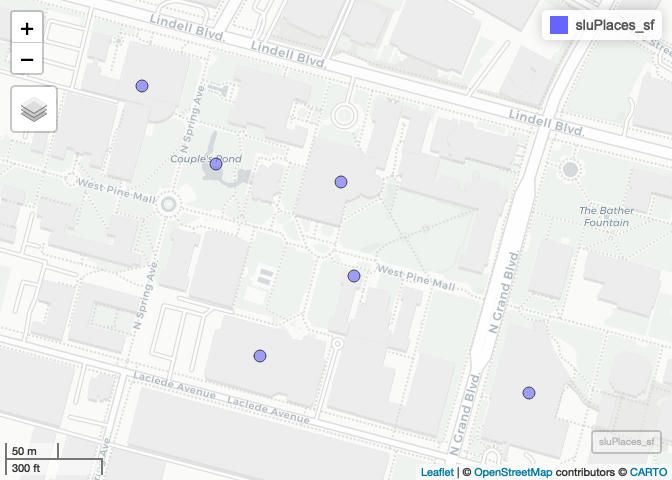 +
−
sluPlaces_sf
Lindell Blvd.
Lindell Blvd.
Lindell Blvd.
N Spring Ave
Couple's Pond
West Pine Mall
The Bather
Fountain
N Spring Ave.
West Pine Mall
N Grand Blvd.
Laclede Avenue
Laclede Avenue
N Grand Blvd.
sluPlaces_sf
50 m
300 ft
Leaflet | © OpenStreetMap contributors © CARTO